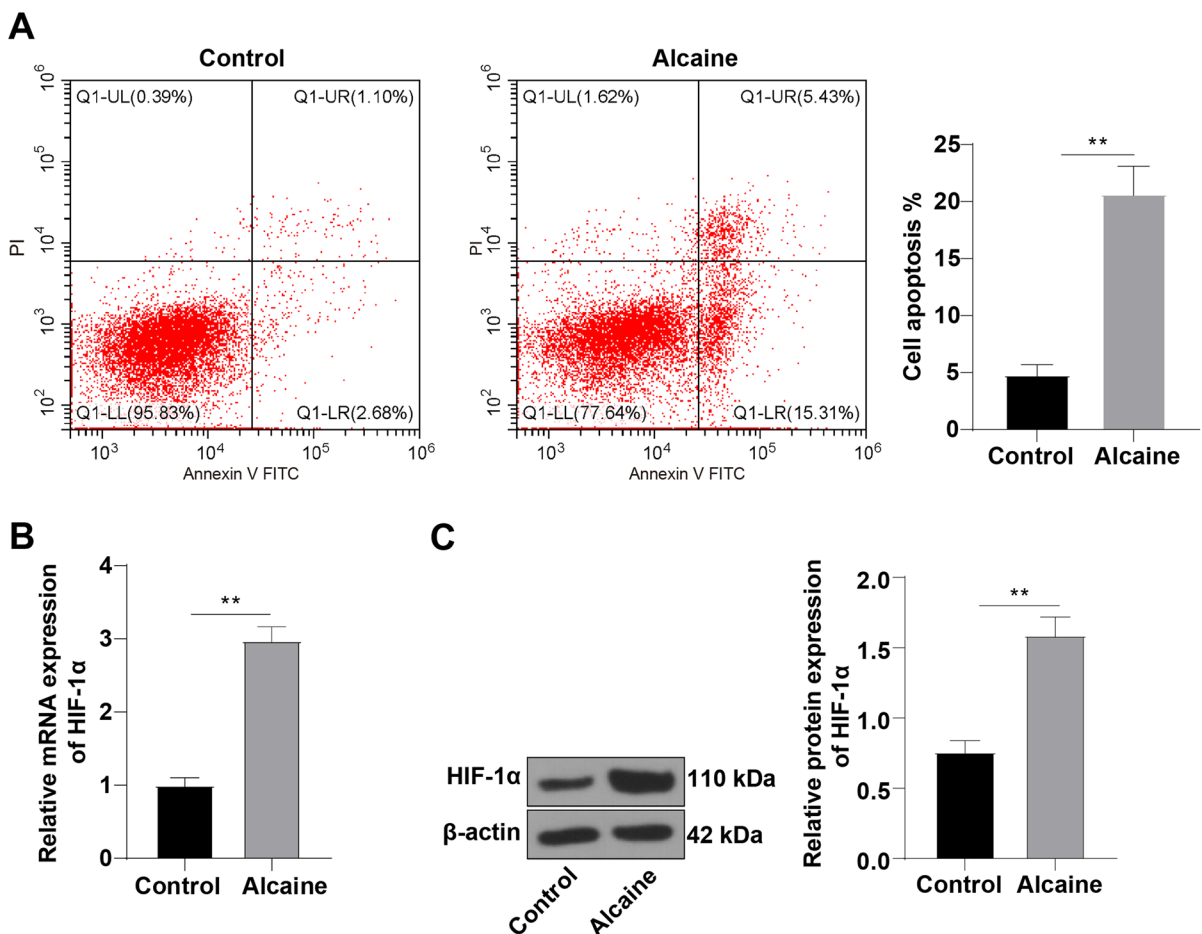 A
Control
Q1-UL(0.39%)
Q1-UR(1.10%)
Q1-LL(95.83%)
Q1-LR(2.68%)
PI
10^6
10^5
10^4
10^3
10^2
10^3
10^4
10^5
10^6
Annexin V FITC
Alcaine
Q1-UL(1.62%)
Q1-UR(5.43%)
Q1-LL(77.64%)
Q1-LR(15.31%)
PI
10^6
10^5
10^4
10^3
10^2
10^3
10^4
10^5
10^6
Annexin V FITC
Cell apoptosis %
25
20
15
10
5
0
**
Control
Alcaine
B
Relative mRNA expression
of HIF-1α
4
3
2
1
0
**
Control
Alcaine
C
HIF-1α
110 kDa
β-actin
42 kDa
Control
Alcaine
Relative protein expression
of HIF-1α
2.0
1.5
1.0
0.5
0.0
**
Control
Alcaine